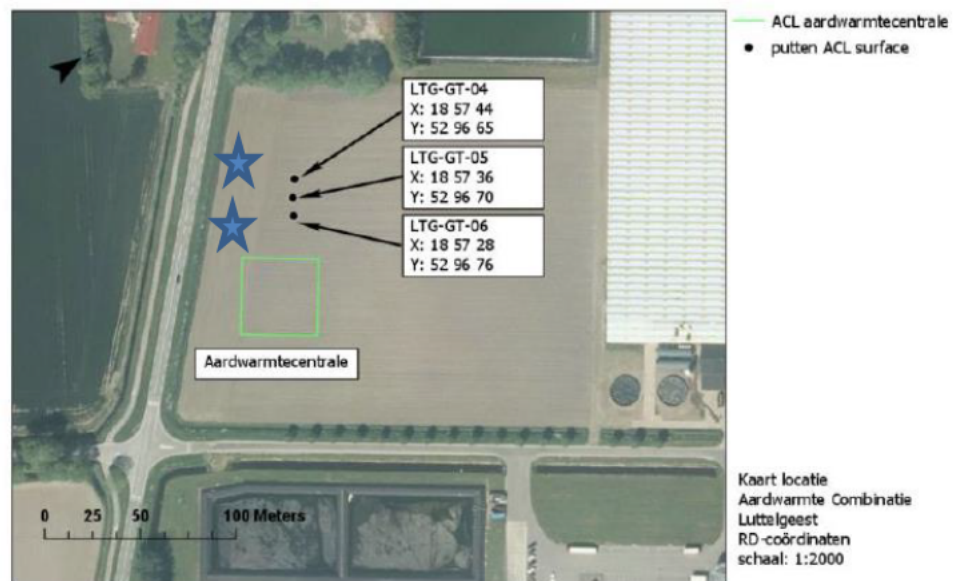 ACL aardwarmtecentrale
putten ACL surface
LTG-GT-04
X: 18 57 44
Y: 52 96 65
LTG-GT-05
X: 18 57 36
Y: 52 96 70
LTG-GT-06
X: 18 57 28
Y: 52 96 76
Aardwarmtecentrale
0 25 50 100 Meters
Kaart locatie
Aardwarmte Combinatie
Luttelgeest
RD-coördinaten
schaal: 1:2000